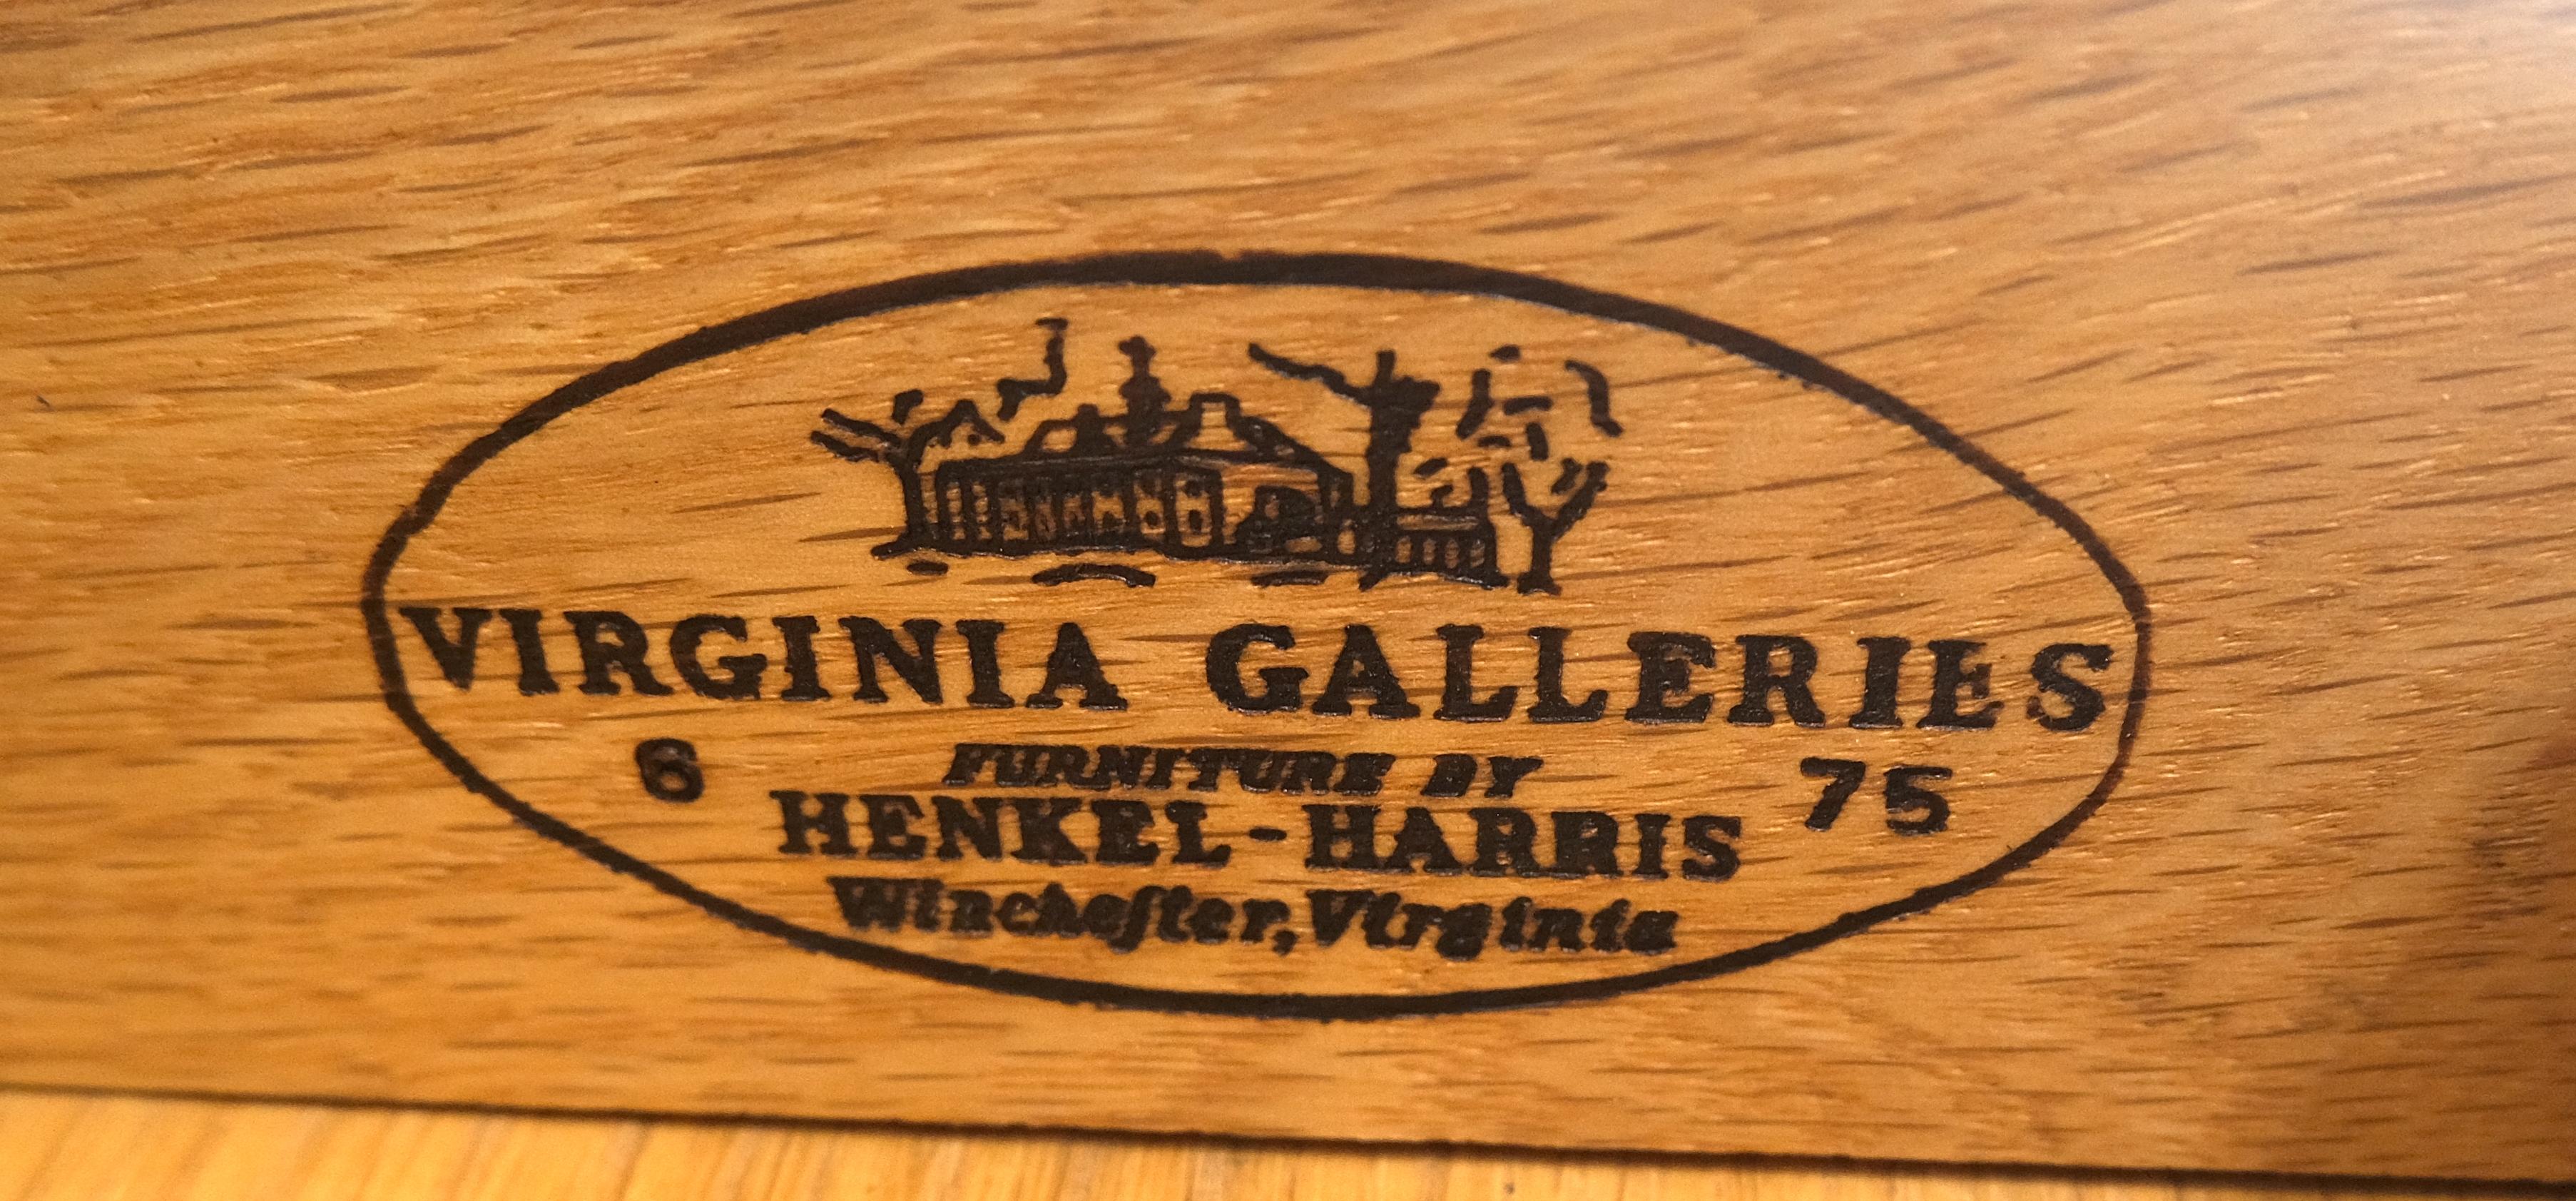 VIRGINIA GALLERIES
6 FURNITURE BY 75
HENKEL-HARRIS
Wincheſter, Virginia